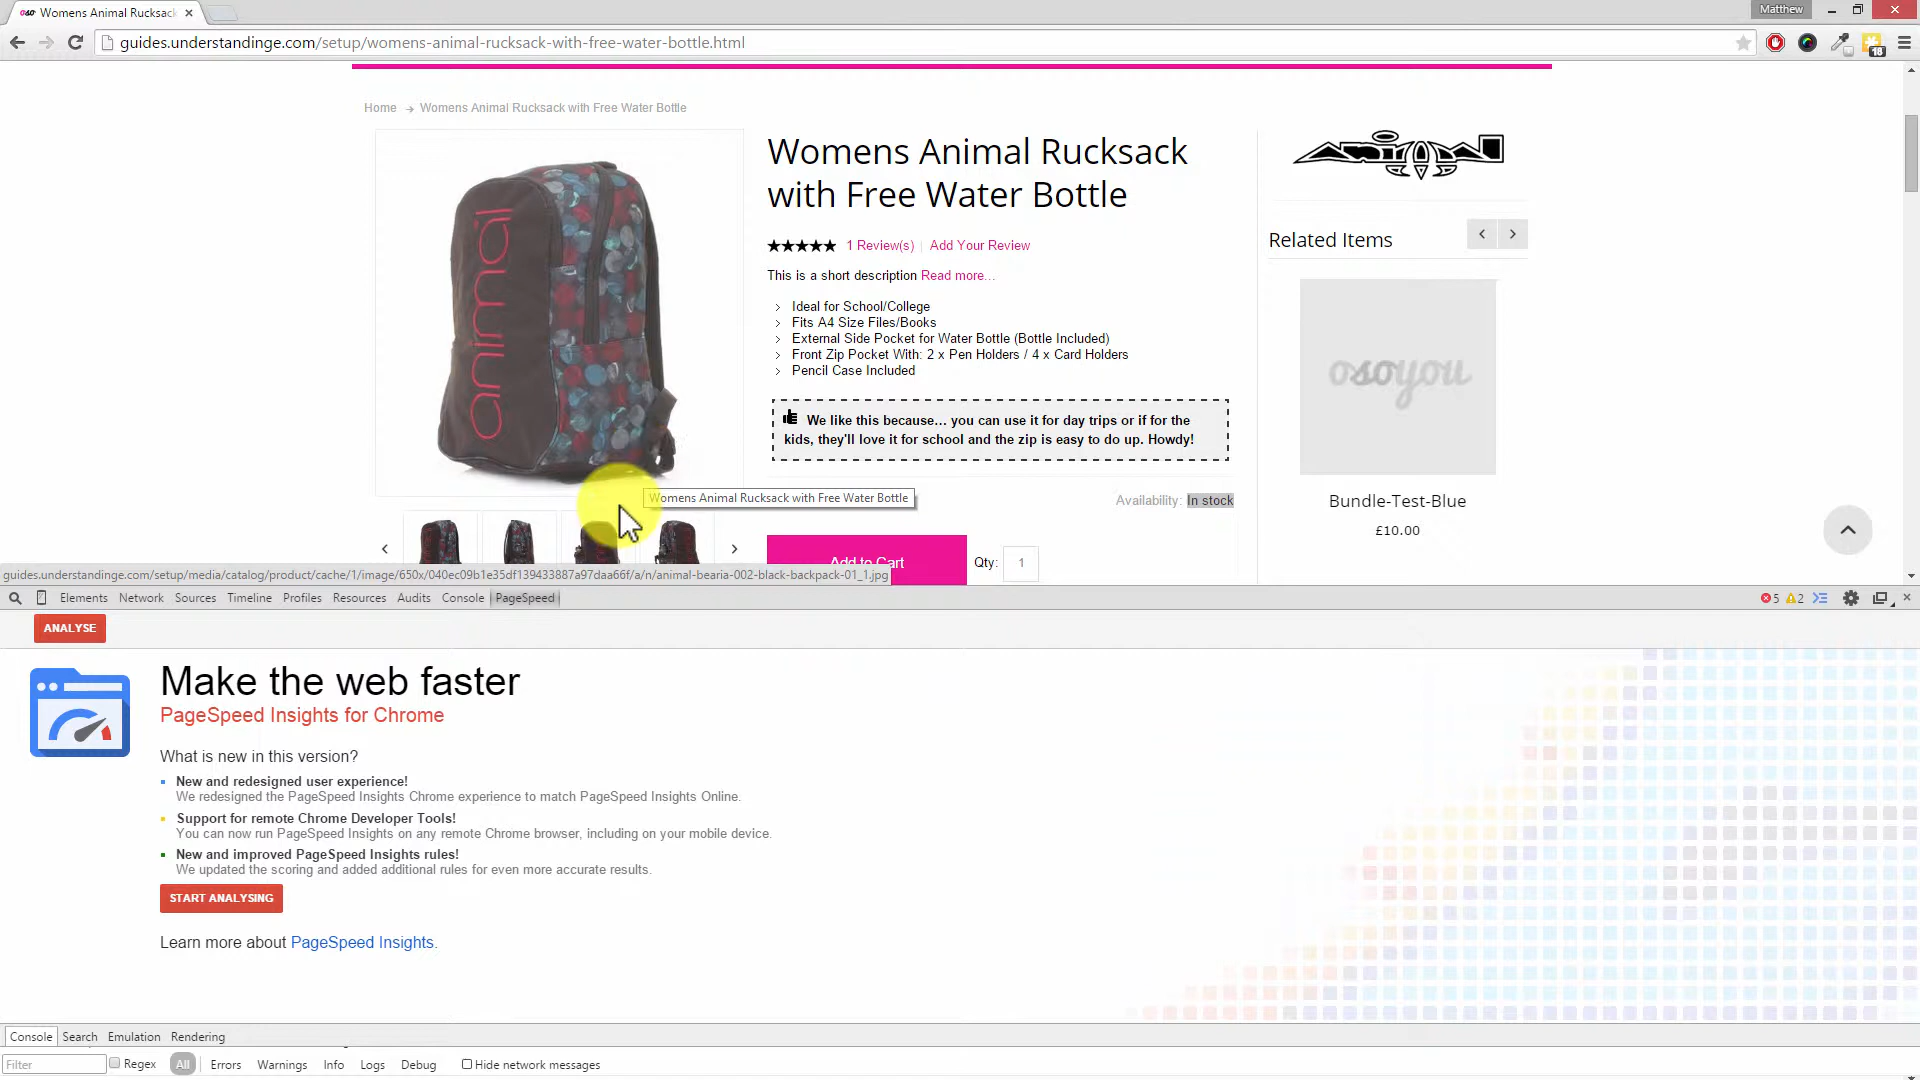 Womens Animal Rucksack
Matthew
guides.understandinge.com/setup/womens-animal-rucksack-with-free-water-bottle.html
18
Home → Womens Animal Rucksack with Free Water Bottle
animal
Womens Animal Rucksack
with Free Water Bottle
1 Review(s) | Add Your Review
This is a short description Read more...
Ideal for School/College
Fits A4 Size Files/Books
External Side Pocket for Water Bottle (Bottle Included)
Front Zip Pocket With: 2 x Pen Holders / 4 x Card Holders
Pencil Case Included
We like this because... you can use it for day trips or if for the
kids, they'll love it for school and the zip is easy to do up. Howdy!
Availability: In stock
Womens Animal Rucksack with Free Water Bottle
Add to Cart
Qty: 1
Animal
Related Items
osoyou
Bundle-Test-Blue
£10.00
guides.understandinge.com/setup/media/catalog/product/cache/1/image/650x/040ec09b1e35df139433887a97daa66f/a/n/animal-bearia-002-black-backpack-01_1.jpg
Elements Network Sources Timeline Profiles Resources Audits Console PageSpeed
5 2
ANALYSE
Make the web faster
PageSpeed Insights for Chrome
What is new in this version?
New and redesigned user experience!
We redesigned the PageSpeed Insights Chrome experience to match PageSpeed Insights Online.
Support for remote Chrome Developer Tools!
You can now run PageSpeed Insights on any remote Chrome browser, including on your mobile device.
New and improved PageSpeed Insights rules!
We updated the scoring and added additional rules for even more accurate results.
START ANALYSING
Learn more about PageSpeed Insights.
Console Search Emulation Rendering
Filter Regex All Errors Warnings Info Logs Debug Hide network messages